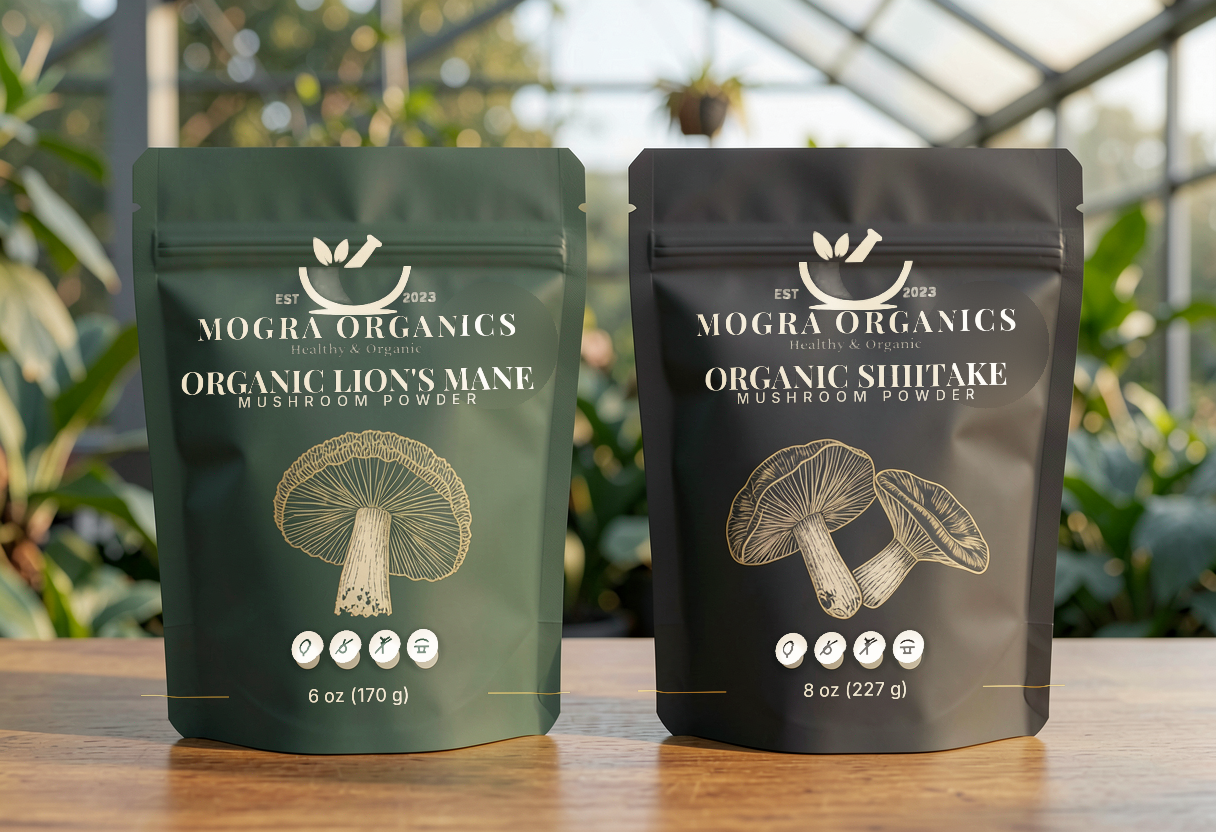 EST 2023
MOGRA ORGANICS
Healthy & Organic
ORGANIC LION'S MANE
MUSHROOM POWDER
6 oz (170 g)
EST 2023
MOGRA ORGANICS
Healthy & Organic
ORGANIC SHIITAKE
MUSHROOM POWDER
8 oz (227 g)